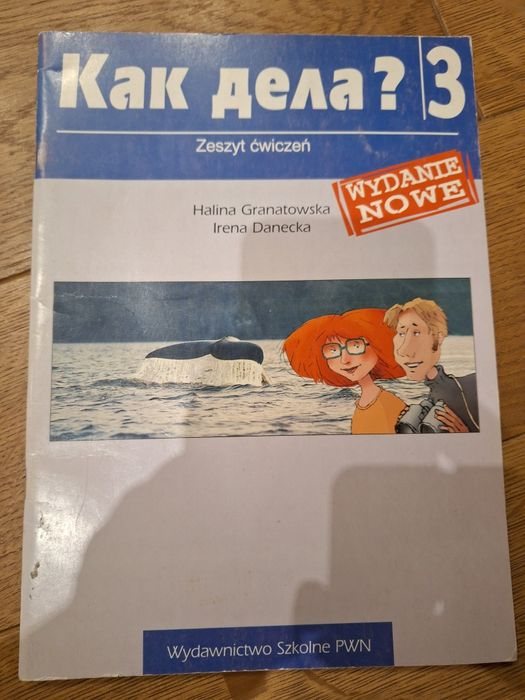 Как дела? 3
Zeszyt ćwiczeń
WYDANIE
NOWE
Halina Granatowska
Irena Danecka
Wydawnictwo Szkolne PWN